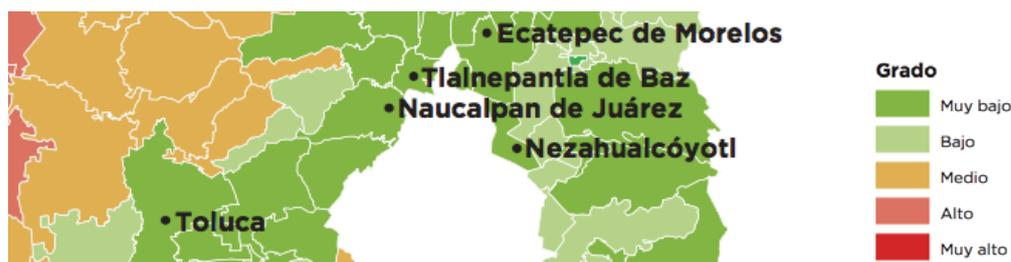 Ecatepec de Morelos
Tlalnepantla de Baz
Naucalpan de Juárez
Nezahualcóyotl
Toluca
Grado
Muy bajo
Bajo
Medio
Alto
Muy alto